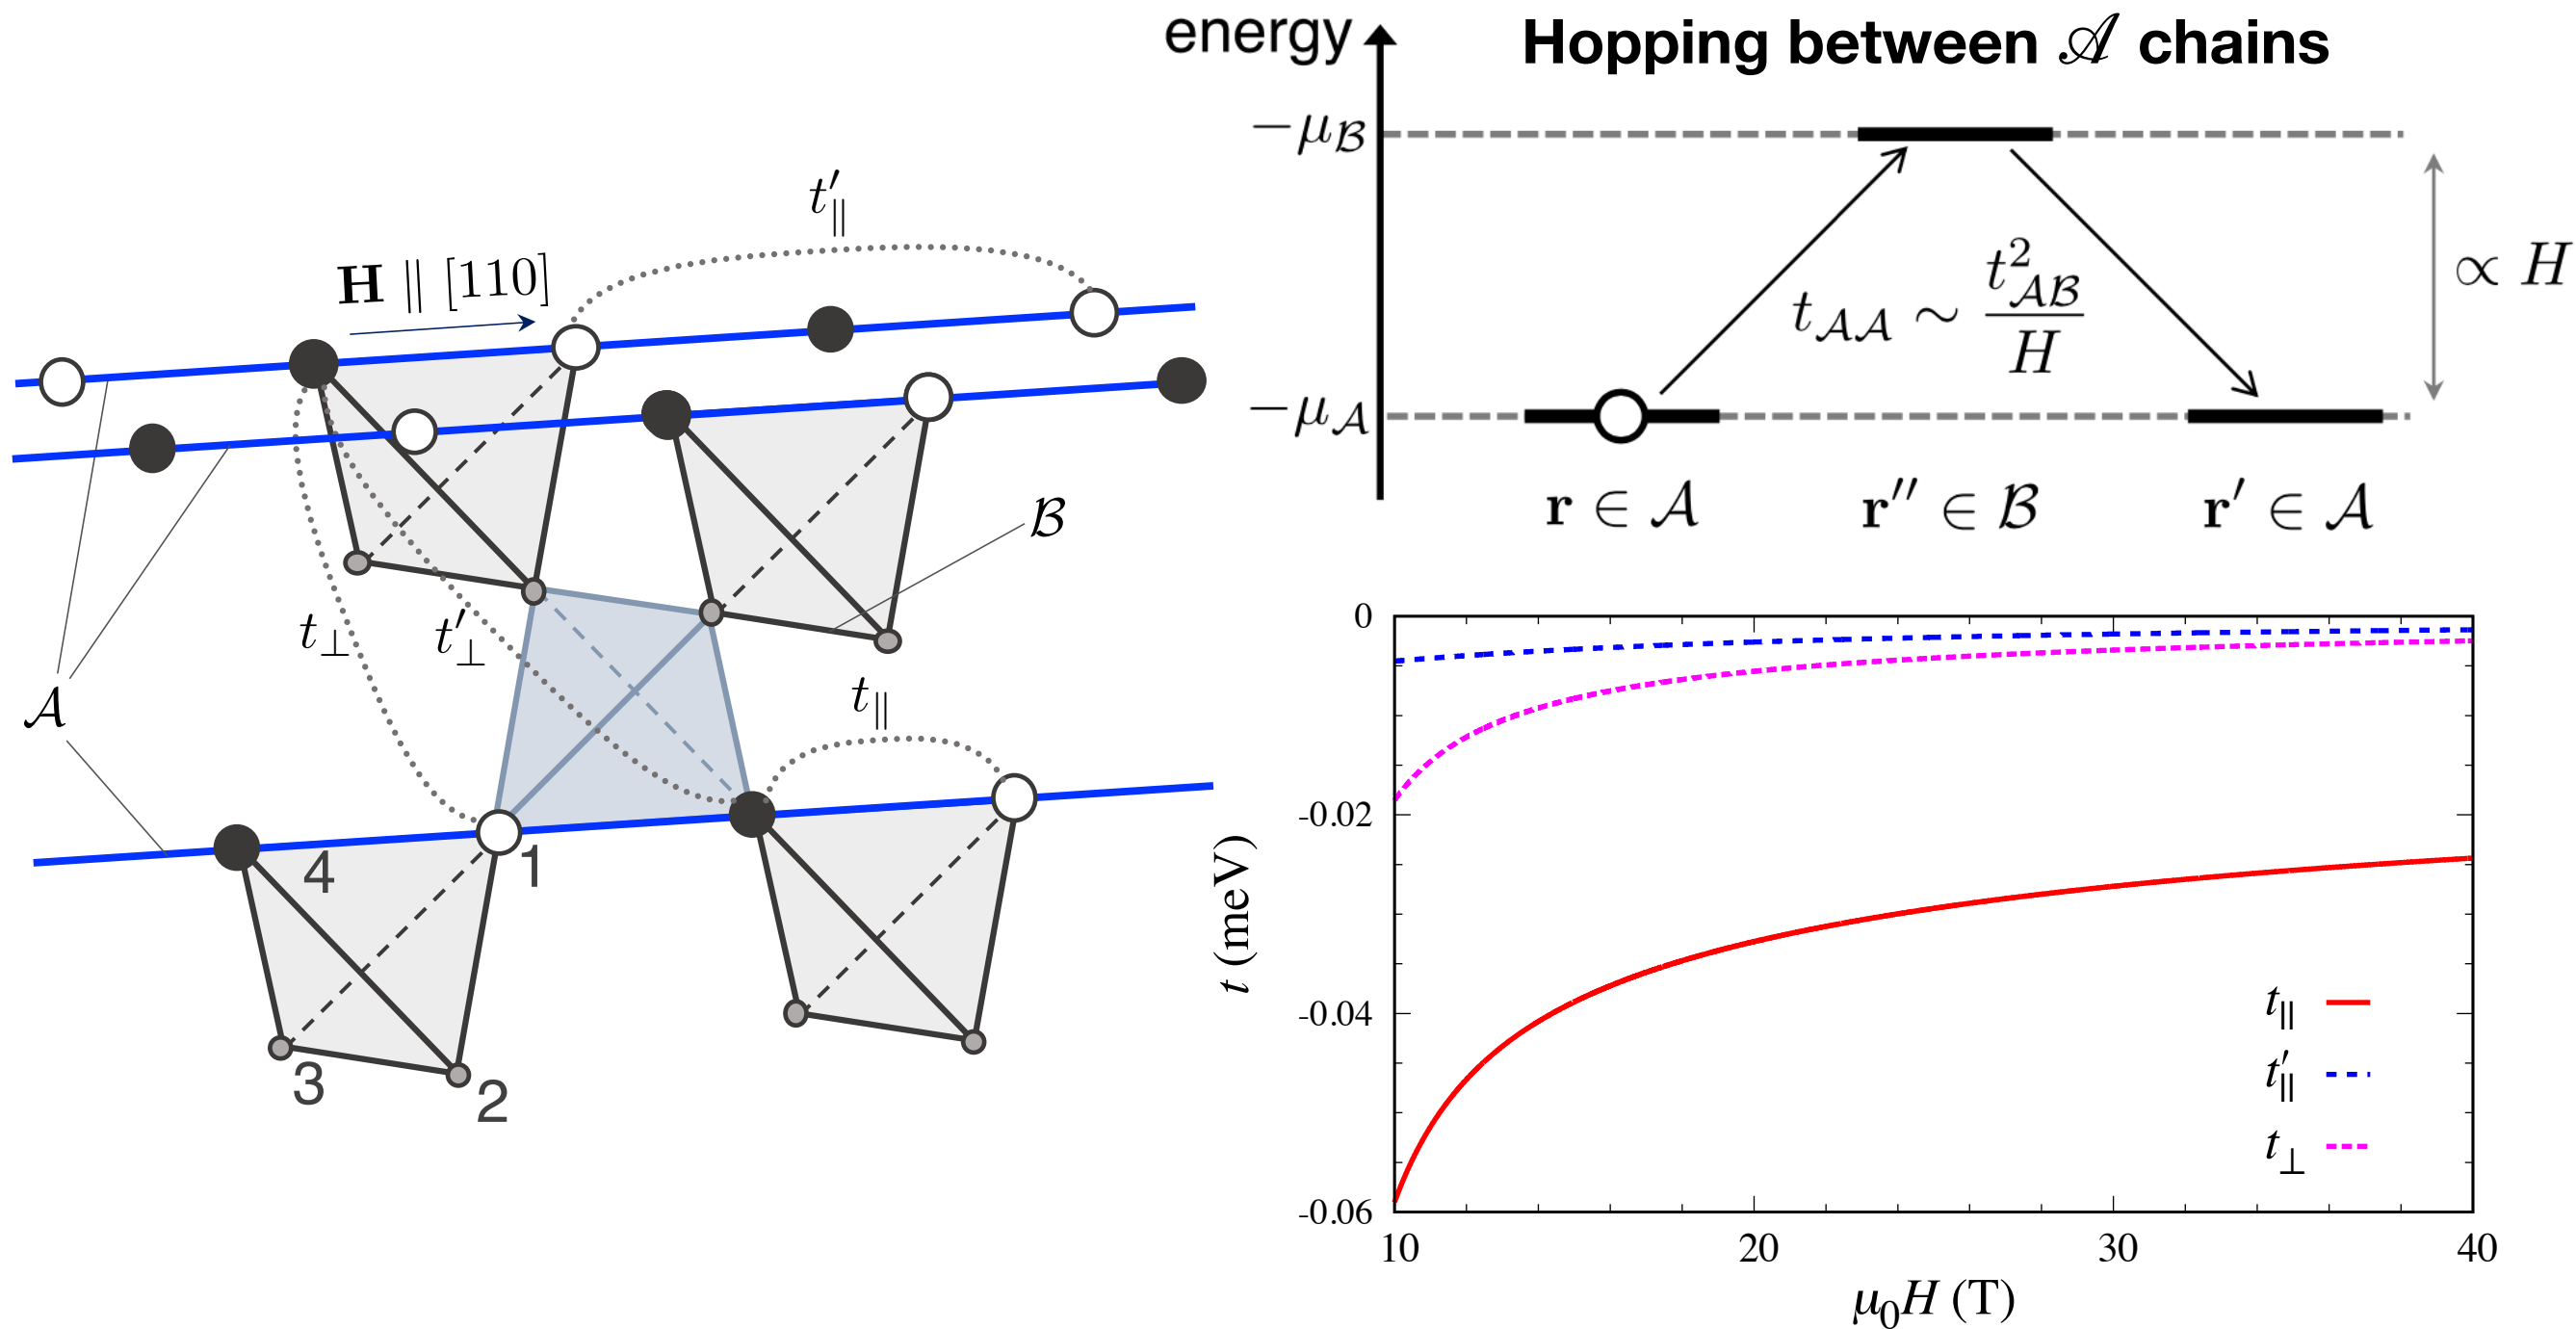 H ∥ [110]
t′∥
t⊥
t′⊥
t∥
𝒜
ℬ
4
1
3
2
energy
Hopping between 𝒜 chains
−μℬ
t𝒜𝒜 ∼ t²𝒜ℬ / H
∝ H
−μ𝒜
r ∈ 𝒜
r″ ∈ ℬ
r′ ∈ 𝒜
0
-0.02
-0.04
-0.06
t (meV)
t∥
t′∥
t⊥
10
20
30
40
μ₀H (T)